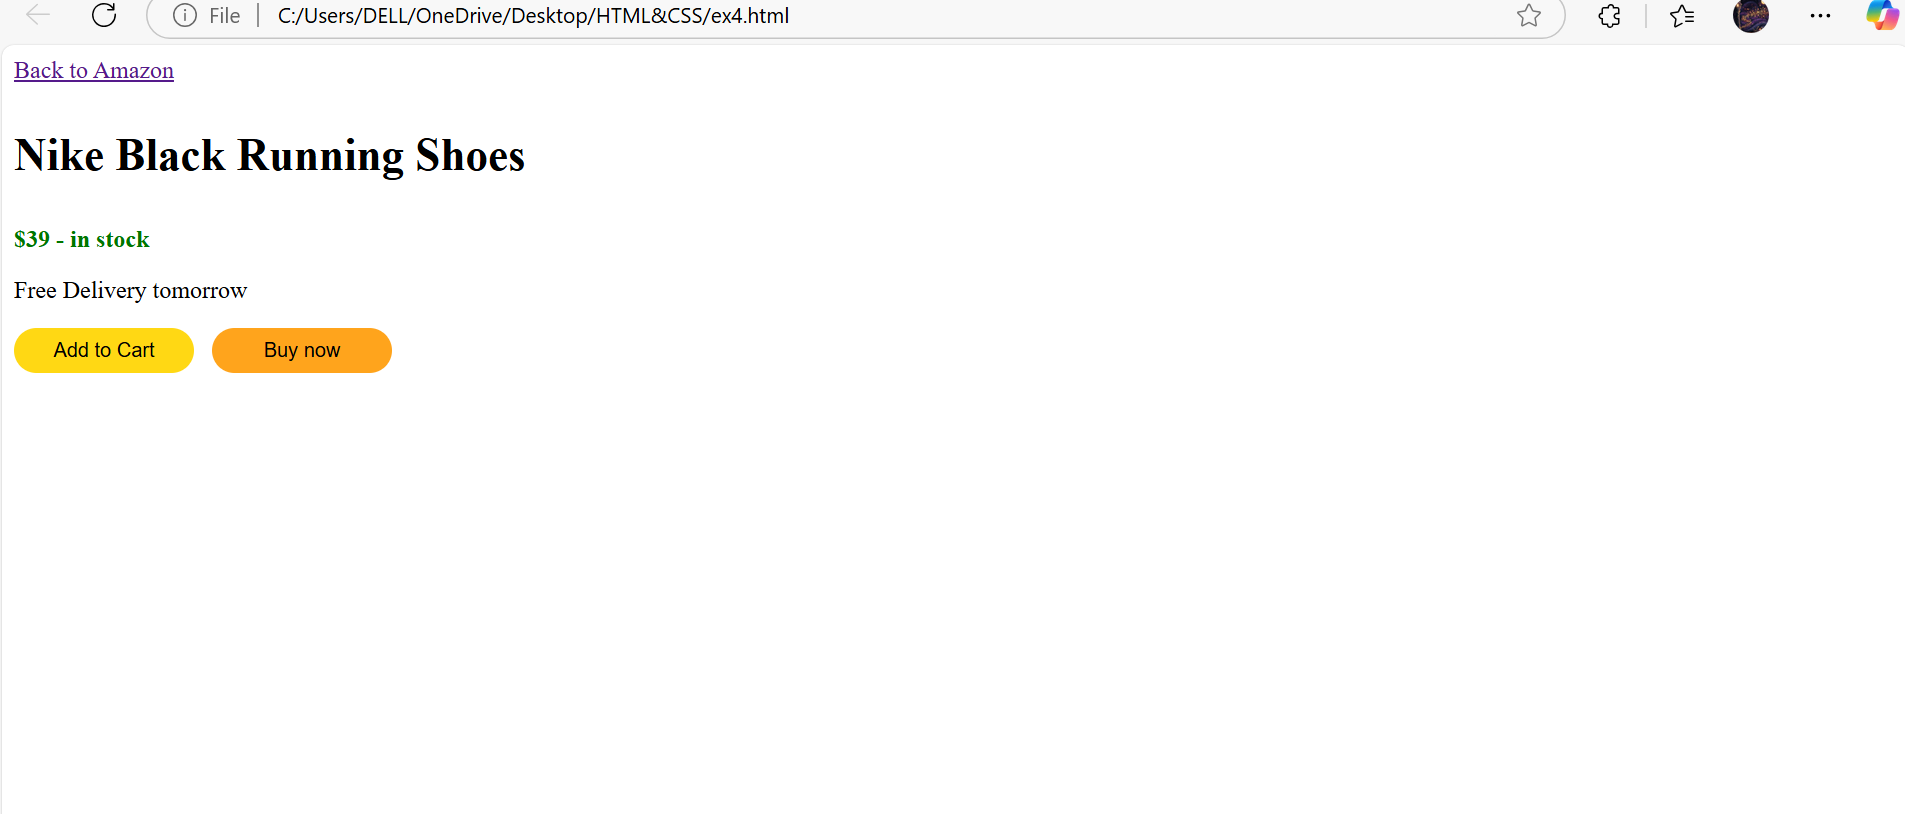 File C:/Users/DELL/OneDrive/Desktop/HTML&CSS/ex4.html
Back to Amazon
Nike Black Running Shoes
$39 - in stock
Free Delivery tomorrow
Add to Cart Buy now